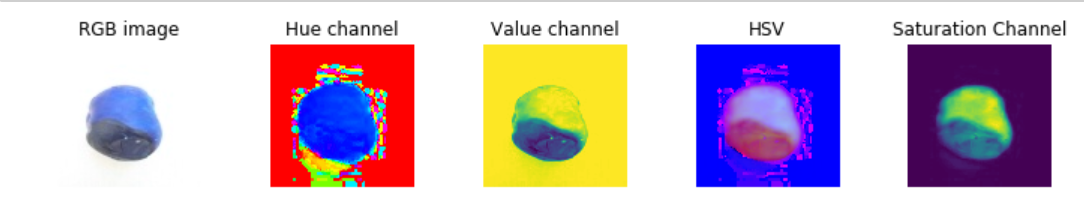 RGB image
Hue channel
Value channel
HSV
Saturation Channel